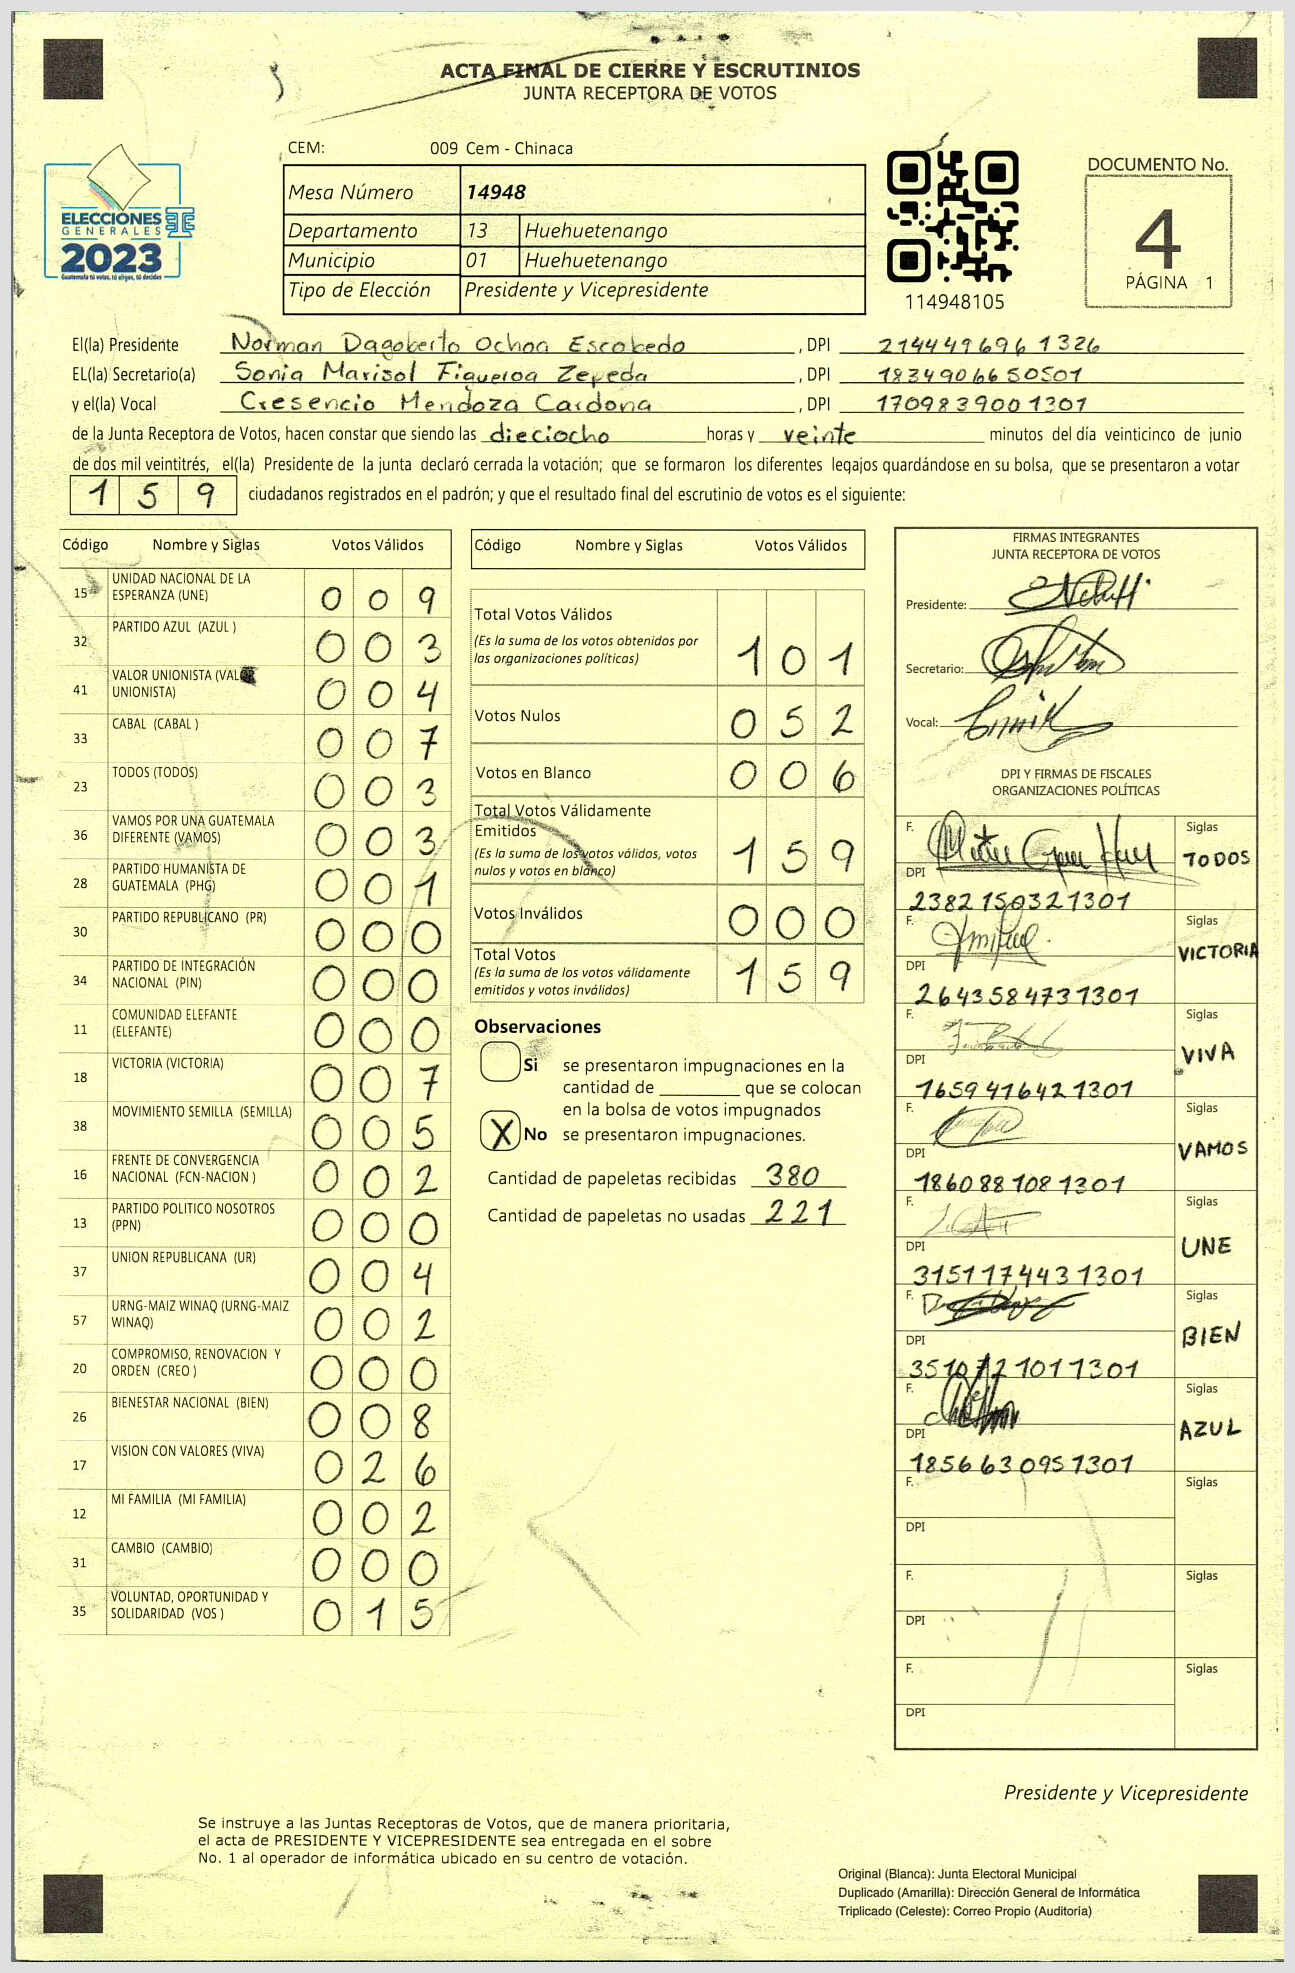 ACTA FINAL DE CIERRE Y ESCRUTINIOS
JUNTA RECEPTORA DE VOTOS
CEM: 009 Cem - Chinaca
ELECCIONES
GENERALES
2023
Guatemala tú votas, tú eliges, tú decides
Mesa Número 14948
Departamento 13 Huehuetenango
Municipio 01 Huehuetenango
Tipo de Elección Presidente y Vicepresidente
114948105
DOCUMENTO No.
4
PÁGINA 1
El(la) Presidente Norman Dagoberto Ochoa Escobedo , DPI 2144496961326
EL(la) Secretario(a) Sonia Marisol Figueroa Zepeda , DPI 1834906650501
y el(la) Vocal Cresencio Mendoza Cardona , DPI 1709839001301
de la Junta Receptora de Votos, hacen constar que siendo las dieciocho horas y veinte minutos del día veinticinco de junio
de dos mil veintitrés, el(la) Presidente de la junta declaró cerrada la votación; que se formaron los diferentes legajos guardándose en su bolsa, que se presentaron a votar
159 ciudadanos registrados en el padrón; y que el resultado final del escrutinio de votos es el siguiente:
Código Nombre y Siglas Votos Válidos
15 UNIDAD NACIONAL DE LA ESPERANZA (UNE) 0 0 9
32 PARTIDO AZUL (AZUL ) 0 0 3
41 VALOR UNIONISTA (VALOR UNIONISTA) 0 0 4
33 CABAL (CABAL ) 0 0 7
23 TODOS (TODOS) 0 0 3
36 VAMOS POR UNA GUATEMALA DIFERENTE (VAMOS) 0 0 3
28 PARTIDO HUMANISTA DE GUATEMALA (PHG) 0 0 1
30 PARTIDO REPUBLICANO (PR) 0 0 0
34 PARTIDO DE INTEGRACIÓN NACIONAL (PIN) 0 0 0
11 COMUNIDAD ELEFANTE (ELEFANTE) 0 0 0
18 VICTORIA (VICTORIA) 0 0 7
38 MOVIMIENTO SEMILLA (SEMILLA) 0 0 5
16 FRENTE DE CONVERGENCIA NACIONAL (FCN-NACION ) 0 0 2
13 PARTIDO POLITICO NOSOTROS (PPN) 0 0 0
37 UNION REPUBLICANA (UR) 0 0 4
57 URNG-MAIZ WINAQ (URNG-MAIZ WINAQ) 0 0 2
20 COMPROMISO, RENOVACION Y ORDEN (CREO ) 0 0 0
26 BIENESTAR NACIONAL (BIEN) 0 0 8
17 VISION CON VALORES (VIVA) 0 2 6
12 MI FAMILIA (MI FAMILIA) 0 0 2
31 CAMBIO (CAMBIO) 0 0 0
35 VOLUNTAD, OPORTUNIDAD Y SOLIDARIDAD (VOS ) 0 1 5
Código Nombre y Siglas Votos Válidos
Total Votos Válidos
(Es la suma de los votos obtenidos por
las organizaciones políticas) 1 0 1
Votos Nulos 0 5 2
Votos en Blanco 0 0 6
Total Votos Válidamente
Emitidos
(Es la suma de los votos válidos, votos
nulos y votos en blanco) 1 5 9
Votos Inválidos 0 0 0
Total Votos
(Es la suma de los votos válidamente
emitidos y votos inválidos) 1 5 9
Observaciones
Si se presentaron impugnaciones en la
cantidad de ________ que se colocan
en la bolsa de votos impugnados
X No se presentaron impugnaciones.
Cantidad de papeletas recibidas 380
Cantidad de papeletas no usadas 221
FIRMAS INTEGRANTES
JUNTA RECEPTORA DE VOTOS
Presidente:
Secretario:
Vocal:
DPI Y FIRMAS DE FISCALES
ORGANIZACIONES POLÍTICAS
F. Siglas
TODOS
DPI
2382150321301
F. Siglas
VICTORIA
DPI
2643584731301
F. Siglas
VIVA
DPI
1659416421301
F. Siglas
VAMOS
DPI
1860881081301
F. Siglas
UNE
DPI
3151174431301
F. Siglas
BIEN
DPI
F. Siglas
AZUL
DPI
1856630951301
F. Siglas
DPI
F. Siglas
DPI
F. Siglas
DPI
Presidente y Vicepresidente
Se instruye a las Juntas Receptoras de Votos, que de manera prioritaria,
el acta de PRESIDENTE Y VICEPRESIDENTE sea entregada en el sobre
No. 1 al operador de informática ubicado en su centro de votación.
Original (Blanca): Junta Electoral Municipal
Duplicado (Amarilla): Dirección General de Informática
Triplicado (Celeste): Correo Propio (Auditoría)